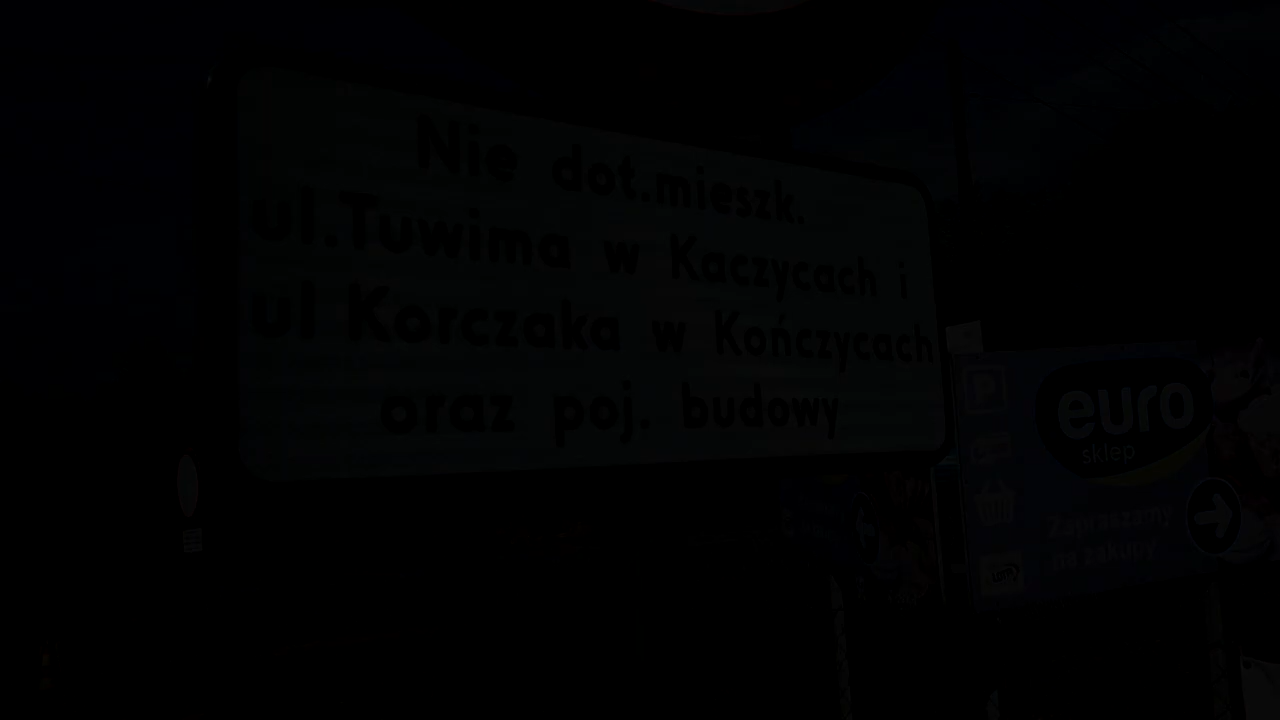 Nie dot.mieszk.
ul.Tuwima w Kaczycach i
ul Korczaka w Kończycach
oraz poj. budowy
euro
sklep
Zapraszamy
na zakupy